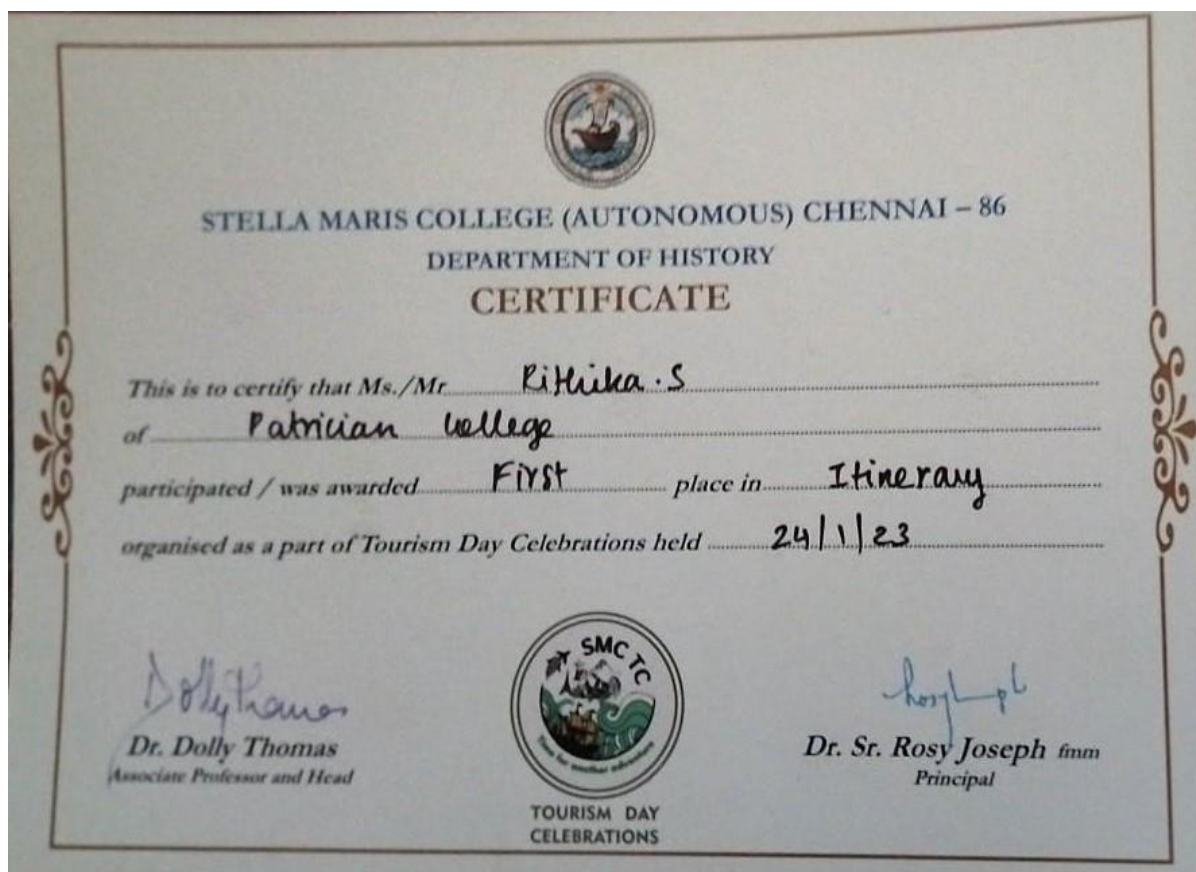 STELLA MARIS COLLEGE (AUTONOMOUS) CHENNAI – 86
DEPARTMENT OF HISTORY
CERTIFICATE
This is to certify that Ms./Mr. Rithika . S
of Patrician College
participated / was awarded First place in Itinerary
organised as a part of Tourism Day Celebrations held 24/1/23
Dolly Thomas
Dr. Dolly Thomas
Associate Professor and Head
SMC TC
TOURISM DAY
CELEBRATIONS
Dr. Sr. Rosy Joseph fmm
Principal